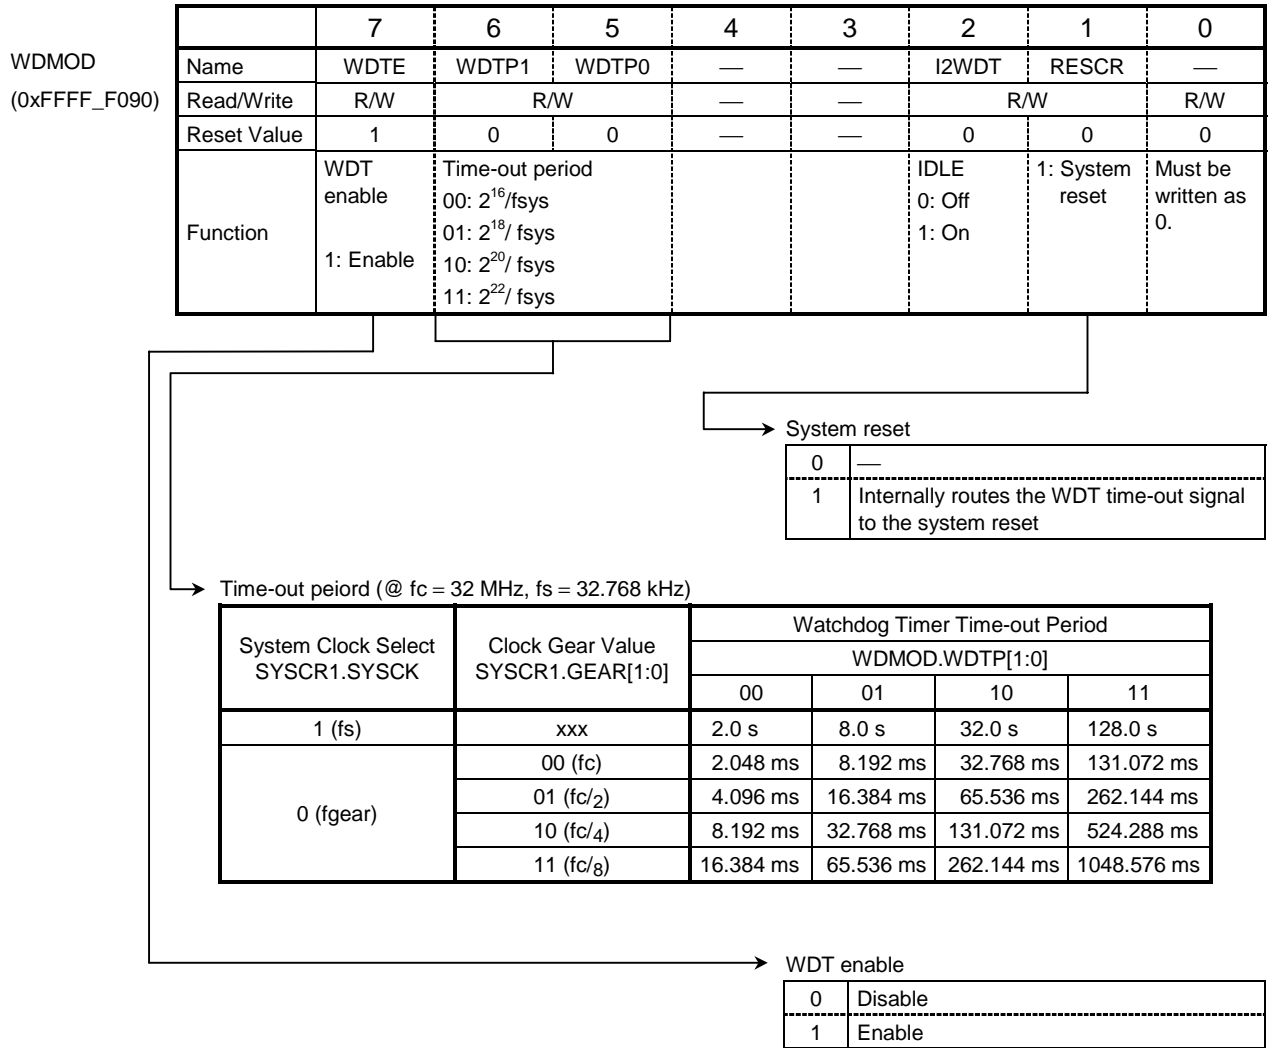 7 6 5 4 3 2 1 0
WDMOD
(0xFFFF_F090)
Name WDTE WDTP1 WDTP0 — — I2WDT RESCR —
Read/Write R/W R/W — — R/W R/W
Reset Value 1 0 0 — — 0 0 0
Function
WDT
enable
1: Enable
Time-out period
00: 2^16/fsys
01: 2^18/ fsys
10: 2^20/ fsys
11: 2^22/ fsys
IDLE
0: Off
1: On
1: System
reset
Must be
written as
0.
System reset
0 —
1 Internally routes the WDT time-out signal
to the system reset
Time-out peiord (@ fc = 32 MHz, fs = 32.768 kHz)
System Clock Select
SYSCR1.SYSCK
Clock Gear Value
SYSCR1.GEAR[1:0]
Watchdog Timer Time-out Period
WDMOD.WDTP[1:0]
00 01 10 11
1 (fs) xxx 2.0 s 8.0 s 32.0 s 128.0 s
0 (fgear)
00 (fc) 2.048 ms 8.192 ms 32.768 ms 131.072 ms
01 (fc/2) 4.096 ms 16.384 ms 65.536 ms 262.144 ms
10 (fc/4) 8.192 ms 32.768 ms 131.072 ms 524.288 ms
11 (fc/8) 16.384 ms 65.536 ms 262.144 ms 1048.576 ms
WDT enable
0 Disable
1 Enable